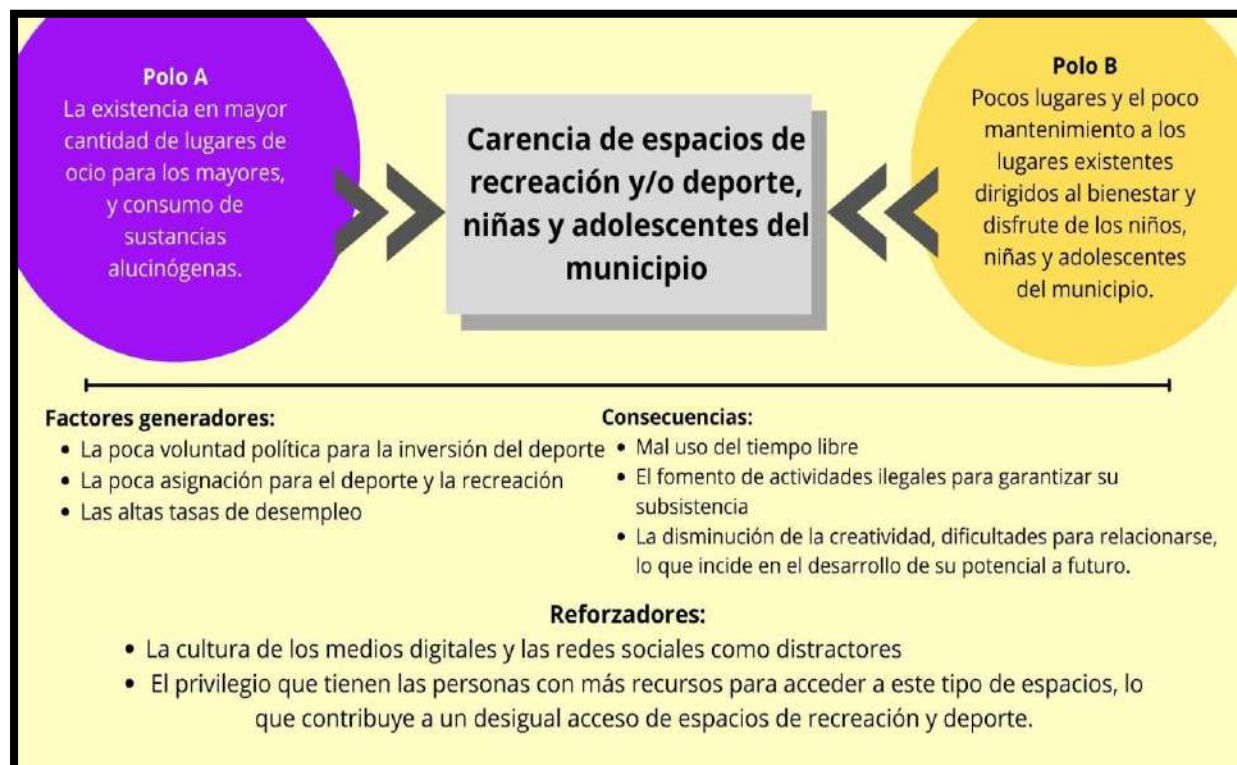 Polo A
La existencia en mayor
cantidad de lugares de
ocio para los mayores,
y consumo de
sustancias
alucinógenas.
Carencia de espacios de
recreación y/o deporte,
niñas y adolescentes del
municipio
Polo B
Pocos lugares y el poco
mantenimiento a los
lugares existentes
dirigidos al bienestar y
disfrute de los niños,
niñas y adolescentes
del municipio.
Factores generadores:
• La poca voluntad política para la inversión del deporte
• La poca asignación para el deporte y la recreación
• Las altas tasas de desempleo
Consecuencias:
• Mal uso del tiempo libre
• El fomento de actividades ilegales para garantizar su
subsistencia
• La disminución de la creatividad, dificultades para relacionarse,
lo que incide en el desarrollo de su potencial a futuro.
Reforzadores:
• La cultura de los medios digitales y las redes sociales como distractores
• El privilegio que tienen las personas con más recursos para acceder a este tipo de espacios, lo
que contribuye a un desigual acceso de espacios de recreación y deporte.